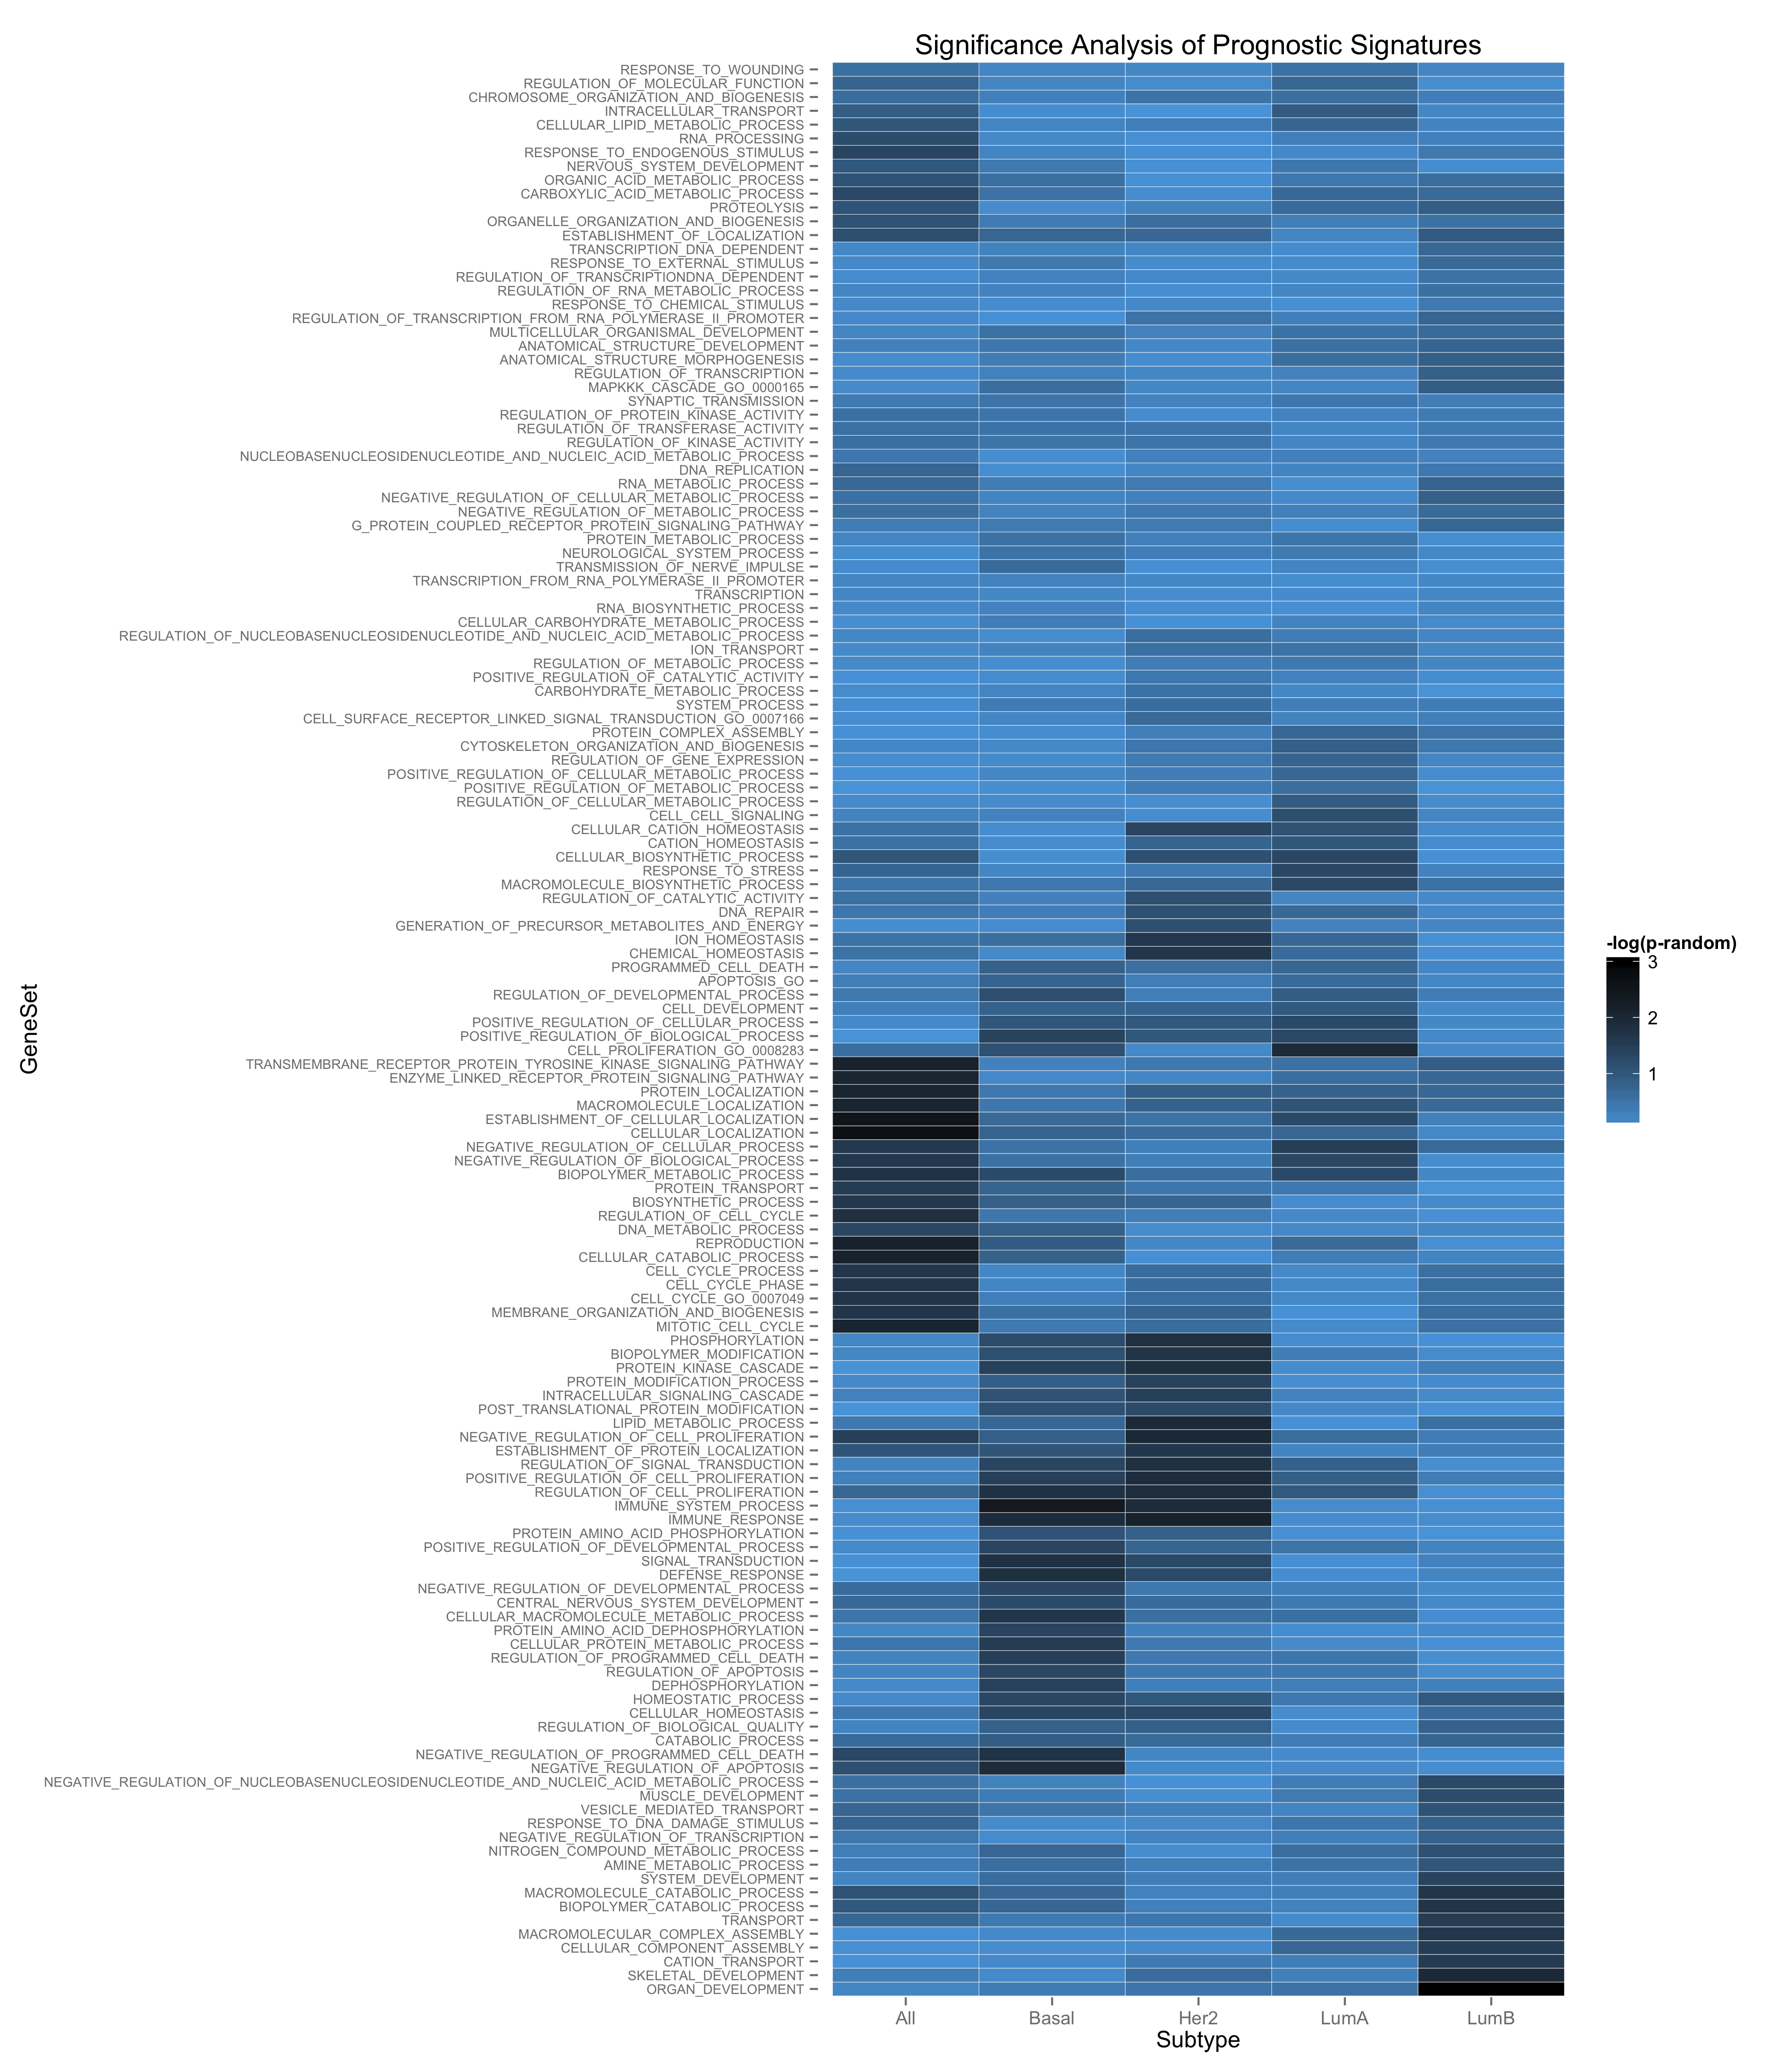 Significance Analysis of Prognostic Signatures
RESPONSE_TO_WOUNDING
REGULATION_OF_MOLECULAR_FUNCTION
CHROMOSOME_ORGANIZATION_AND_BIOGENESIS
INTRACELLULAR_TRANSPORT
CELLULAR_LIPID_METABOLIC_PROCESS
RNA_PROCESSING
RESPONSE_TO_ENDOGENOUS_STIMULUS
NERVOUS_SYSTEM_DEVELOPMENT
ORGANIC_ACID_METABOLIC_PROCESS
CARBOXYLIC_ACID_METABOLIC_PROCESS
PROTEOLYSIS
ORGANELLE_ORGANIZATION_AND_BIOGENESIS
ESTABLISHMENT_OF_LOCALIZATION
TRANSCRIPTION_DNA_DEPENDENT
RESPONSE_TO_EXTERNAL_STIMULUS
REGULATION_OF_TRANSCRIPTIONDNA_DEPENDENT
REGULATION_OF_RNA_METABOLIC_PROCESS
RESPONSE_TO_CHEMICAL_STIMULUS
REGULATION_OF_TRANSCRIPTION_FROM_RNA_POLYMERASE_II_PROMOTER
MULTICELLULAR_ORGANISMAL_DEVELOPMENT
ANATOMICAL_STRUCTURE_DEVELOPMENT
ANATOMICAL_STRUCTURE_MORPHOGENESIS
REGULATION_OF_TRANSCRIPTION
MAPKKK_CASCADE_GO_0000165
SYNAPTIC_TRANSMISSION
REGULATION_OF_PROTEIN_KINASE_ACTIVITY
REGULATION_OF_TRANSFERASE_ACTIVITY
REGULATION_OF_KINASE_ACTIVITY
NUCLEOBASENUCLEOSIDENUCLEOTIDE_AND_NUCLEIC_ACID_METABOLIC_PROCESS
DNA_REPLICATION
RNA_METABOLIC_PROCESS
NEGATIVE_REGULATION_OF_CELLULAR_METABOLIC_PROCESS
NEGATIVE_REGULATION_OF_METABOLIC_PROCESS
G_PROTEIN_COUPLED_RECEPTOR_PROTEIN_SIGNALING_PATHWAY
PROTEIN_METABOLIC_PROCESS
NEUROLOGICAL_SYSTEM_PROCESS
TRANSMISSION_OF_NERVE_IMPULSE
TRANSCRIPTION_FROM_RNA_POLYMERASE_II_PROMOTER
TRANSCRIPTION
RNA_BIOSYNTHETIC_PROCESS
CELLULAR_CARBOHYDRATE_METABOLIC_PROCESS
REGULATION_OF_NUCLEOBASENUCLEOSIDENUCLEOTIDE_AND_NUCLEIC_ACID_METABOLIC_PROCESS
ION_TRANSPORT
REGULATION_OF_METABOLIC_PROCESS
POSITIVE_REGULATION_OF_CATALYTIC_ACTIVITY
CARBOHYDRATE_METABOLIC_PROCESS
SYSTEM_PROCESS
CELL_SURFACE_RECEPTOR_LINKED_SIGNAL_TRANSDUCTION_GO_0007166
PROTEIN_COMPLEX_ASSEMBLY
CYTOSKELETON_ORGANIZATION_AND_BIOGENESIS
REGULATION_OF_GENE_EXPRESSION
POSITIVE_REGULATION_OF_CELLULAR_METABOLIC_PROCESS
POSITIVE_REGULATION_OF_METABOLIC_PROCESS
REGULATION_OF_CELLULAR_METABOLIC_PROCESS
CELL_CELL_SIGNALING
CELLULAR_CATION_HOMEOSTASIS
CATION_HOMEOSTASIS
CELLULAR_BIOSYNTHETIC_PROCESS
RESPONSE_TO_STRESS
MACROMOLECULE_BIOSYNTHETIC_PROCESS
REGULATION_OF_CATALYTIC_ACTIVITY
DNA_REPAIR
GENERATION_OF_PRECURSOR_METABOLITES_AND_ENERGY
ION_HOMEOSTASIS
CHEMICAL_HOMEOSTASIS
PROGRAMMED_CELL_DEATH
APOPTOSIS_GO
REGULATION_OF_DEVELOPMENTAL_PROCESS
CELL_DEVELOPMENT
POSITIVE_REGULATION_OF_CELLULAR_PROCESS
POSITIVE_REGULATION_OF_BIOLOGICAL_PROCESS
CELL_PROLIFERATION_GO_0008283
TRANSMEMBRANE_RECEPTOR_PROTEIN_TYROSINE_KINASE_SIGNALING_PATHWAY
ENZYME_LINKED_RECEPTOR_PROTEIN_SIGNALING_PATHWAY
PROTEIN_LOCALIZATION
MACROMOLECULE_LOCALIZATION
ESTABLISHMENT_OF_CELLULAR_LOCALIZATION
CELLULAR_LOCALIZATION
NEGATIVE_REGULATION_OF_CELLULAR_PROCESS
NEGATIVE_REGULATION_OF_BIOLOGICAL_PROCESS
BIOPOLYMER_METABOLIC_PROCESS
PROTEIN_TRANSPORT
BIOSYNTHETIC_PROCESS
REGULATION_OF_CELL_CYCLE
DNA_METABOLIC_PROCESS
REPRODUCTION
CELLULAR_CATABOLIC_PROCESS
CELL_CYCLE_PROCESS
CELL_CYCLE_PHASE
CELL_CYCLE_GO_0007049
MEMBRANE_ORGANIZATION_AND_BIOGENESIS
MITOTIC_CELL_CYCLE
PHOSPHORYLATION
BIOPOLYMER_MODIFICATION
PROTEIN_KINASE_CASCADE
PROTEIN_MODIFICATION_PROCESS
INTRACELLULAR_SIGNALING_CASCADE
POST_TRANSLATIONAL_PROTEIN_MODIFICATION
LIPID_METABOLIC_PROCESS
NEGATIVE_REGULATION_OF_CELL_PROLIFERATION
ESTABLISHMENT_OF_PROTEIN_LOCALIZATION
REGULATION_OF_SIGNAL_TRANSDUCTION
POSITIVE_REGULATION_OF_CELL_PROLIFERATION
REGULATION_OF_CELL_PROLIFERATION
IMMUNE_SYSTEM_PROCESS
IMMUNE_RESPONSE
PROTEIN_AMINO_ACID_PHOSPHORYLATION
POSITIVE_REGULATION_OF_DEVELOPMENTAL_PROCESS
SIGNAL_TRANSDUCTION
DEFENSE_RESPONSE
NEGATIVE_REGULATION_OF_DEVELOPMENTAL_PROCESS
CENTRAL_NERVOUS_SYSTEM_DEVELOPMENT
CELLULAR_MACROMOLECULE_METABOLIC_PROCESS
PROTEIN_AMINO_ACID_DEPHOSPHORYLATION
CELLULAR_PROTEIN_METABOLIC_PROCESS
REGULATION_OF_PROGRAMMED_CELL_DEATH
REGULATION_OF_APOPTOSIS
DEPHOSPHORYLATION
HOMEOSTATIC_PROCESS
CELLULAR_HOMEOSTASIS
REGULATION_OF_BIOLOGICAL_QUALITY
CATABOLIC_PROCESS
NEGATIVE_REGULATION_OF_PROGRAMMED_CELL_DEATH
NEGATIVE_REGULATION_OF_APOPTOSIS
NEGATIVE_REGULATION_OF_NUCLEOBASENUCLEOSIDENUCLEOTIDE_AND_NUCLEIC_ACID_METABOLIC_PROCESS
MUSCLE_DEVELOPMENT
VESICLE_MEDIATED_TRANSPORT
RESPONSE_TO_DNA_DAMAGE_STIMULUS
NEGATIVE_REGULATION_OF_TRANSCRIPTION
NITROGEN_COMPOUND_METABOLIC_PROCESS
AMINE_METABOLIC_PROCESS
SYSTEM_DEVELOPMENT
MACROMOLECULE_CATABOLIC_PROCESS
BIOPOLYMER_CATABOLIC_PROCESS
TRANSPORT
MACROMOLECULAR_COMPLEX_ASSEMBLY
CELLULAR_COMPONENT_ASSEMBLY
CATION_TRANSPORT
SKELETAL_DEVELOPMENT
ORGAN_DEVELOPMENT
GeneSet
All Basal Her2 LumA LumB
Subtype
-log(p-random)
3
2
1